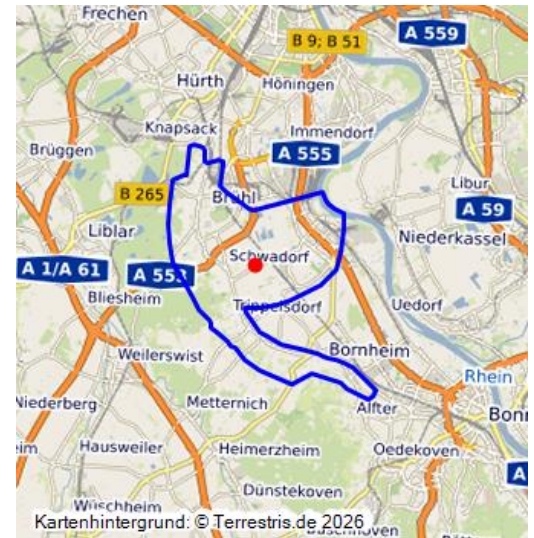 Frechen
B 9; B 51
A 559
Hürth
Höningen
Knapsack
Immendorf
Brüggen
A 555
Libur
B 265
Brühl
A 59
Liblar
Schwadorf
Niederkassel
A 1/A 61
A 553
Bliesheim
Trippelsdorf
Uedorf
Weilerswist
Bornheim
Rhein
Niederberg
Metternich
Alfter
Bonn
Hausweiler
Heimerzheim
Oedekoven
A
Dünstekoven
Wüschheim
Kartenhintergrund: © Terrestris.de 2026